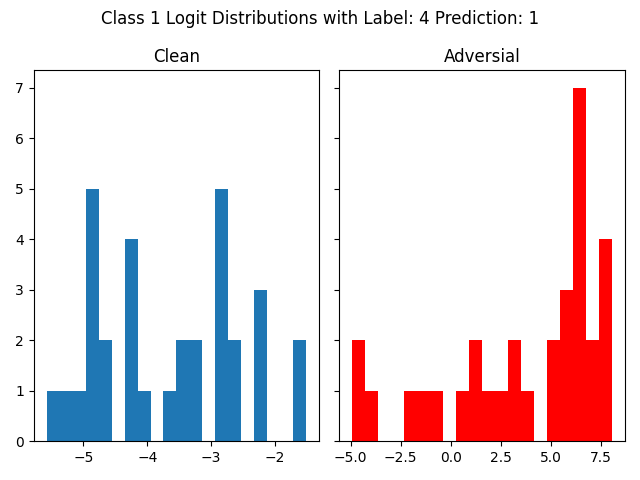 Class 1 Logit Distributions with Label: 4 Prediction: 1
Clean
Adversial
7
6
5
4
3
2
1
0
−5 −4 −3 −2
−5.0 −2.5 0.0 2.5 5.0 7.5